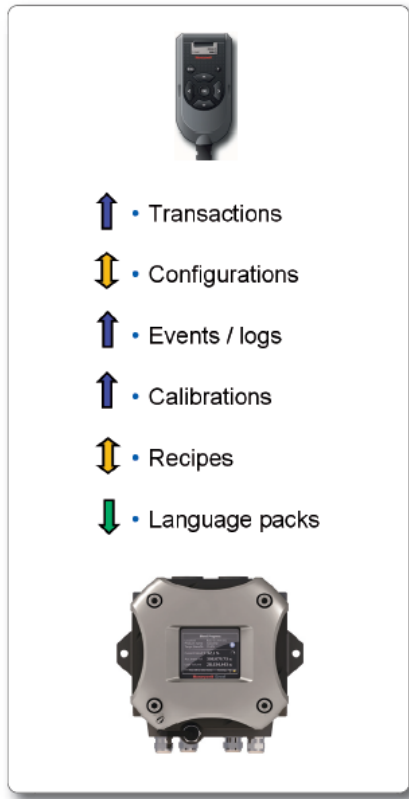 • Transactions
• Configurations
• Events / logs
• Calibrations
• Recipes
• Language packs